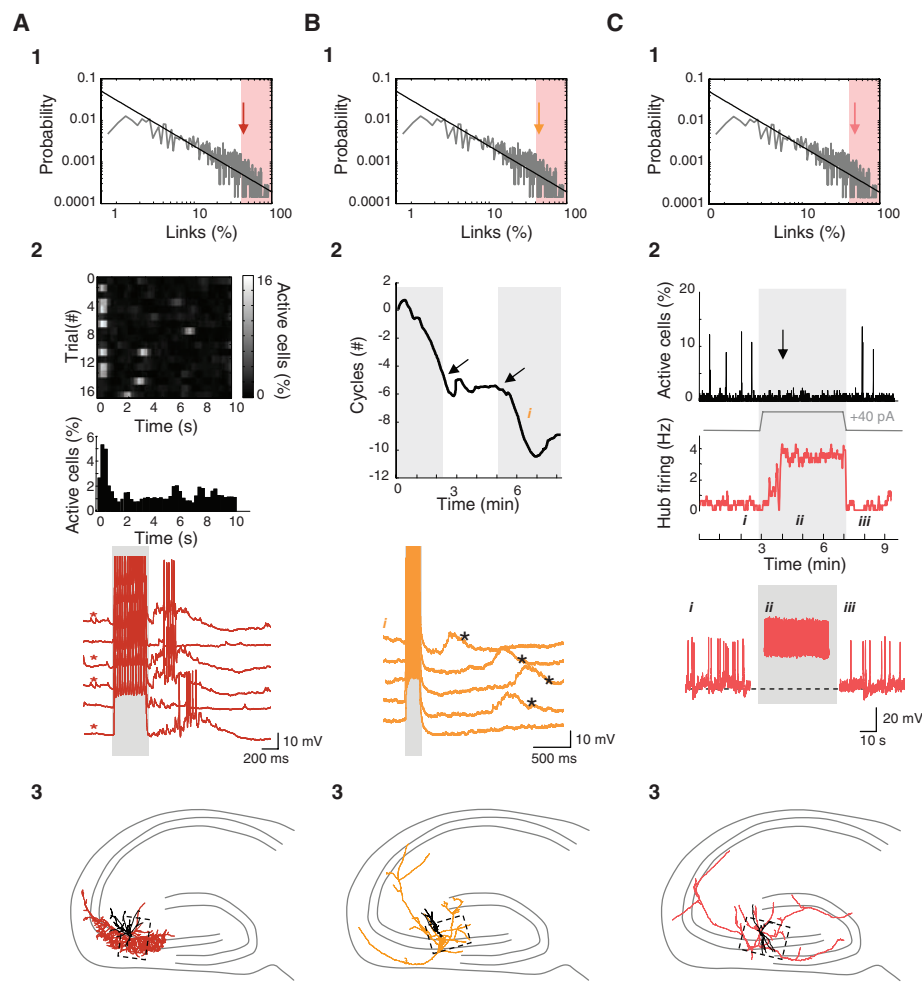 A
B
C
1
1
1
Probability
0.1
0.01
0.001
0.0001
1
10
100
Links (%)
Probability
0.1
0.01
0.001
0.0001
1
10
100
Links (%)
Probability
0.1
0.01
0.001
0.0001
0
10
100
Links (%)
2
2
2
Trial(#)
0
4
8
12
16
0 2 4 6 8 10
Time (s)
16
0
Active cells (%)
Active cells (%)
6
4
2
0
0 2 4 6 8 10
Time (s)
10 mV
200 ms
Cycles (#)
2
0
-2
-4
-6
-8
-10
-12
0 3 6
Time (min)
i
i
10 mV
500 ms
Active cells (%)
20
10
0
+40 pA
Hub firing (Hz)
4
2
0
i ii iii
3 6 9
Time (min)
i ii iii
20 mV
10 s
3
3
3